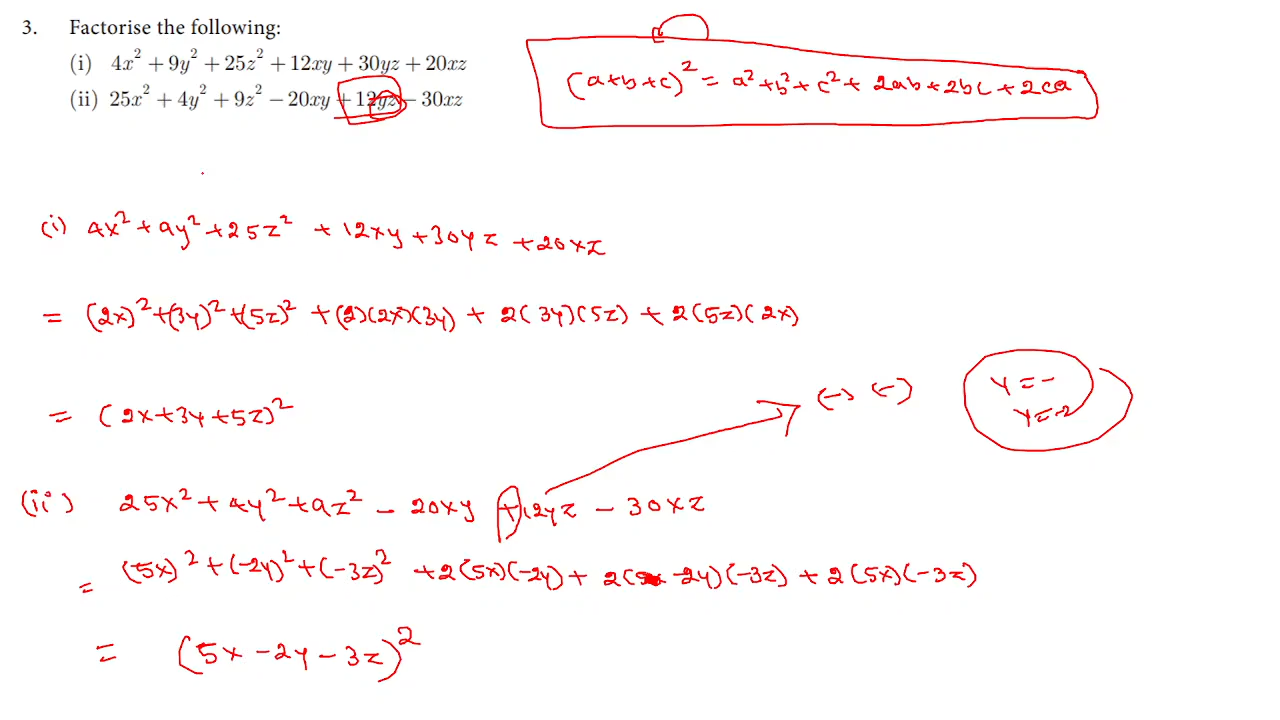 3. Factorise the following:
(i) 4x² + 9y² + 25z² + 12xy + 30yz + 20xz
(ii) 25x² + 4y² + 9z² − 20xy + 12yz − 30xz
(a+b+c)² = a²+b²+c²+ 2ab+2bc+2ca
(i) 4x²+9y²+25z² +12xy+30yz +20xz
= (2x)²+(3y)²+(5z)² +(2)(2x)(3y) + 2(3y)(5z) + 2(5z)(2x)
(-) (-)
y = -
y=-2
= (2x+3y+5z)²
(ii) 25x²+4y²+9z² - 20xy +12yz - 30xz
= (5x)²+(-2y)²+(-3z)² +2(5x)(-2y)+ 2( -2y)(-3z) + 2(5x)(-3z)
= (5x -2y -3z)²